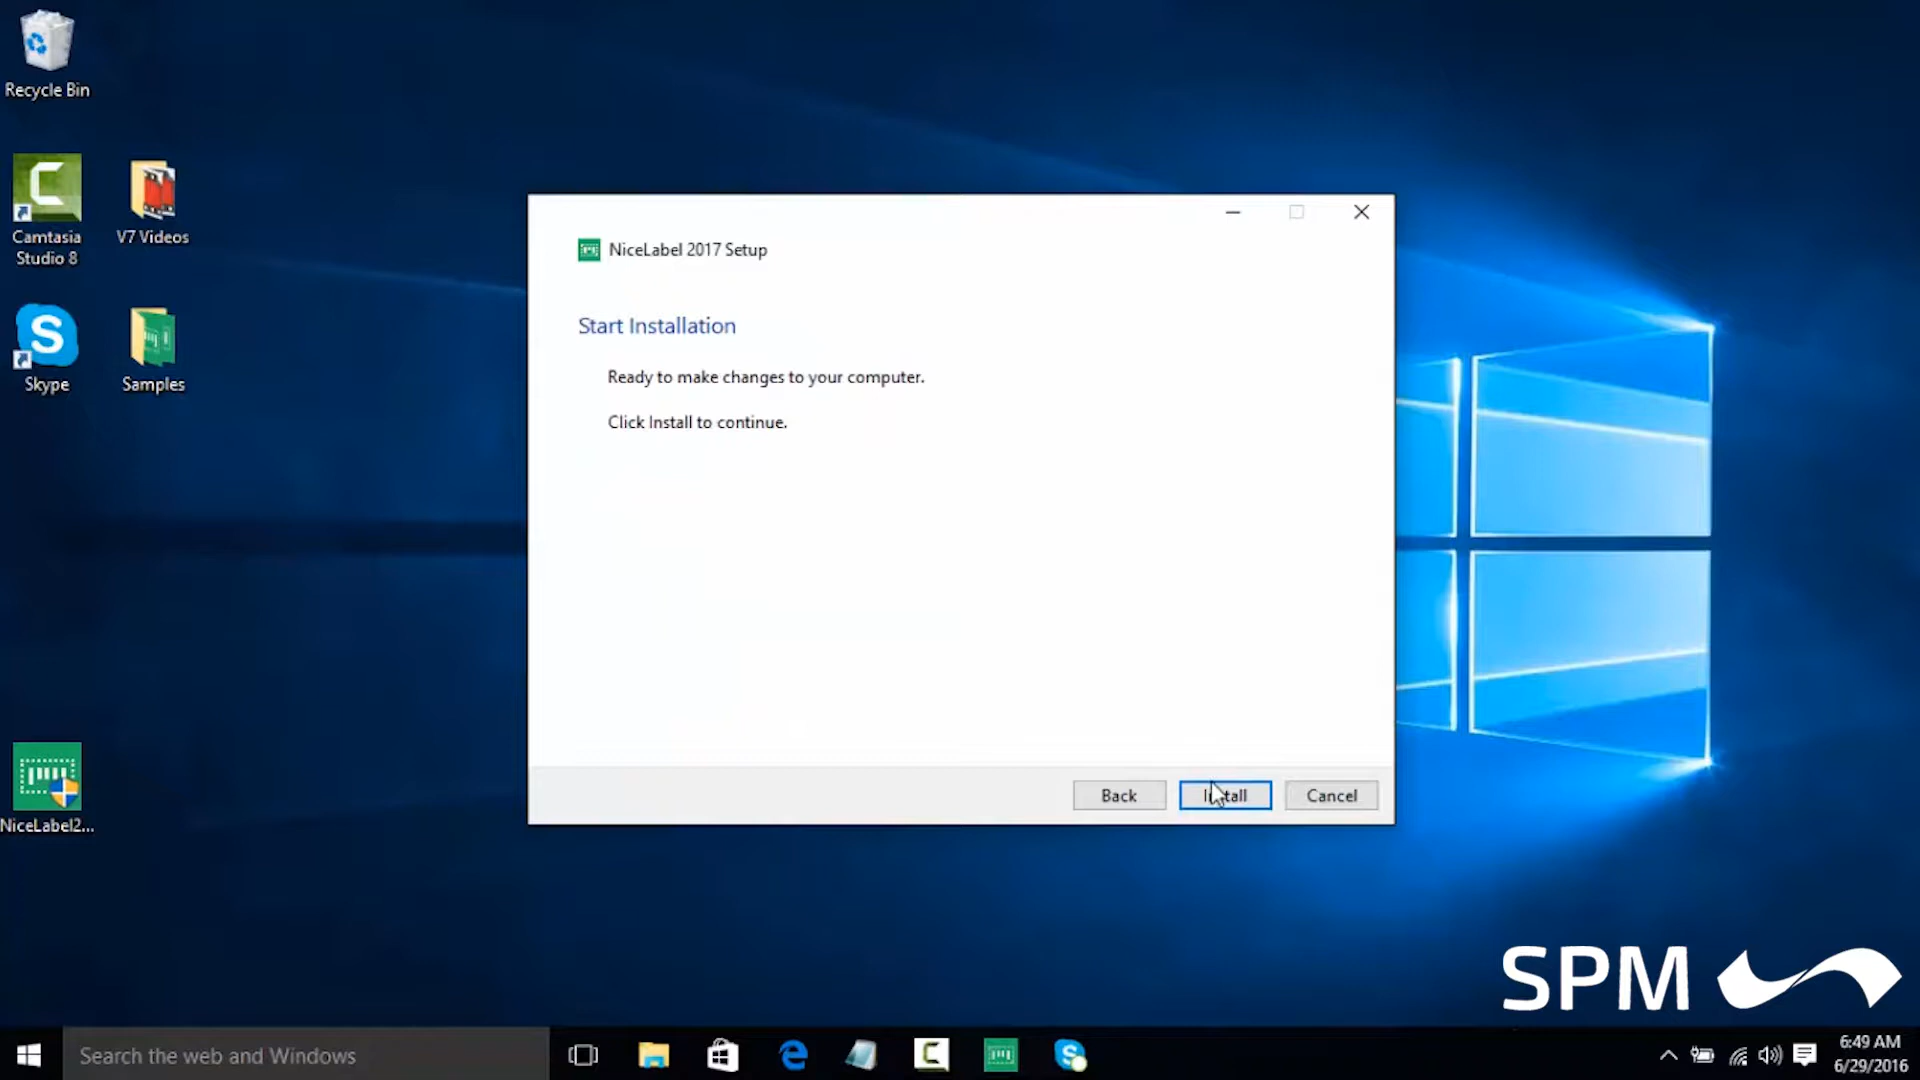 Recycle Bin
Camtasia
Studio 8
V7 Videos
Skype
Samples
NiceLabel2...
NiceLabel 2017 Setup
Start Installation
Ready to make changes to your computer.
Click Install to continue.
Back
Install
Cancel
SPM
Search the web and Windows
6:49 AM
6/29/2016